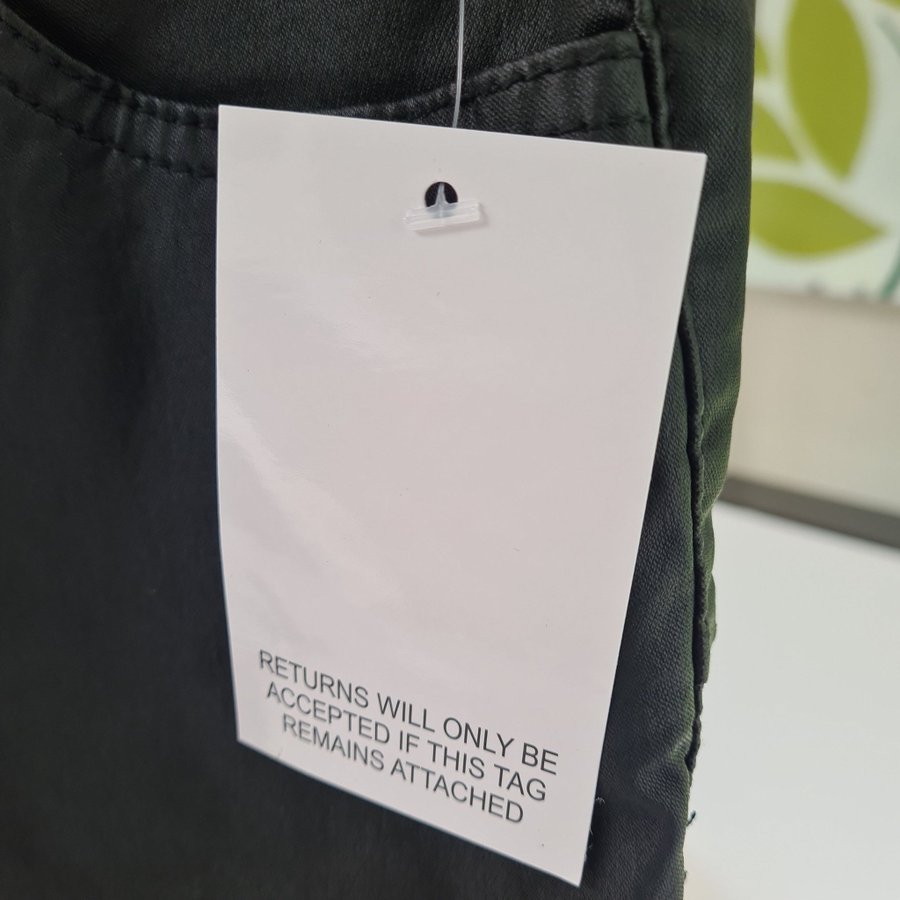 RETURNS WILL ONLY BE
ACCEPTED IF THIS TAG
REMAINS ATTACHED